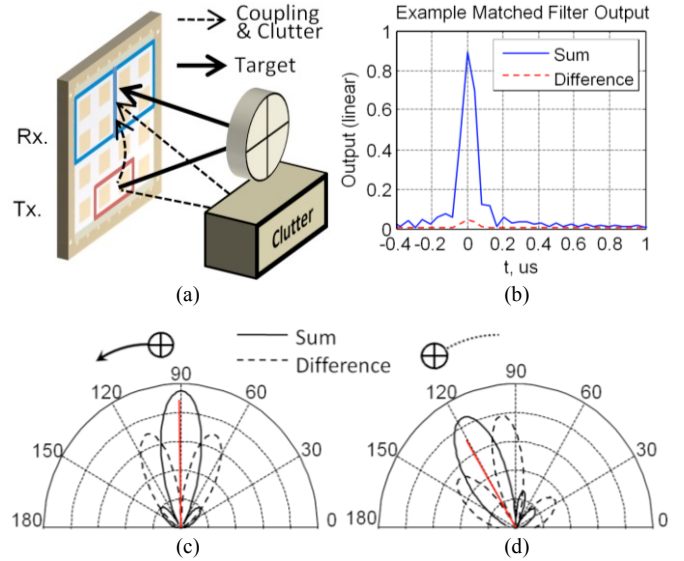 Coupling
& Clutter
Target
Rx.
Tx.
Clutter
(a)
Example Matched Filter Output
Sum
Difference
Output (linear)
1
0.8
0.6
0.4
0.2
0
-0.4 -0.2 0 0.2 0.4 0.6 0.8 1
t, us
(b)
Sum
Difference
90
120 60
150 30
180 0
(c)
90
120 60
150 30
180 0
(d)